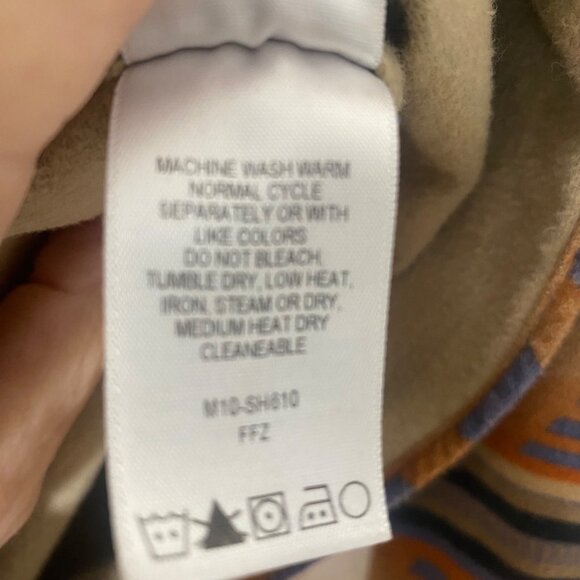 MACHINE WASH WARM
NORMAL CYCLE
SEPARATELY OR WITH
LIKE COLORS
DO NOT BLEACH,
TUMBLE DRY, LOW HEAT,
IRON, STEAM OR DRY,
MEDIUM HEAT DRY
CLEANEABLE
M10-SH610
FFZ